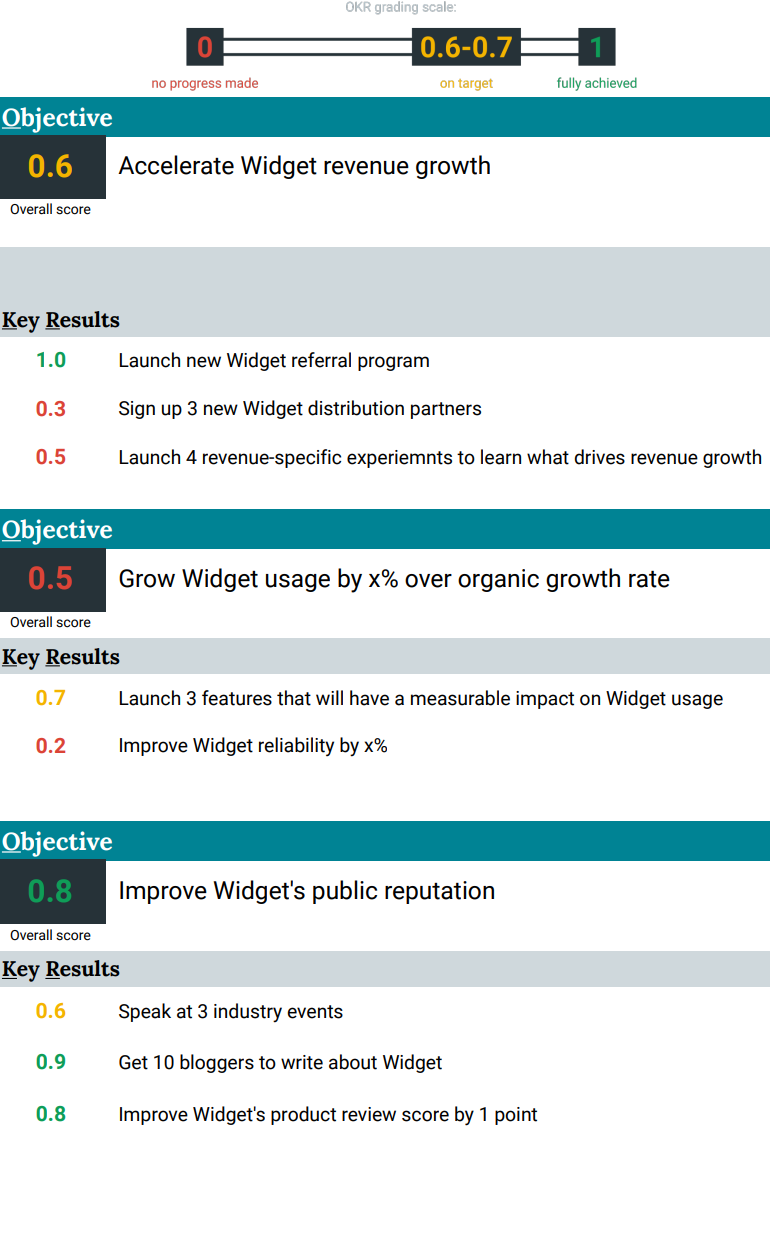 OKR grading scale:
0 0.6-0.7 1
no progress made on target fully achieved
Objective
0.6 Accelerate Widget revenue growth
Overall score
Key Results
1.0 Launch new Widget referral program
0.3 Sign up 3 new Widget distribution partners
0.5 Launch 4 revenue-specific experiemnts to learn what drives revenue growth
Objective
0.5 Grow Widget usage by x% over organic growth rate
Overall score
Key Results
0.7 Launch 3 features that will have a measurable impact on Widget usage
0.2 Improve Widget reliability by x%
Objective
0.8 Improve Widget's public reputation
Overall score
Key Results
0.6 Speak at 3 industry events
0.9 Get 10 bloggers to write about Widget
0.8 Improve Widget's product review score by 1 point